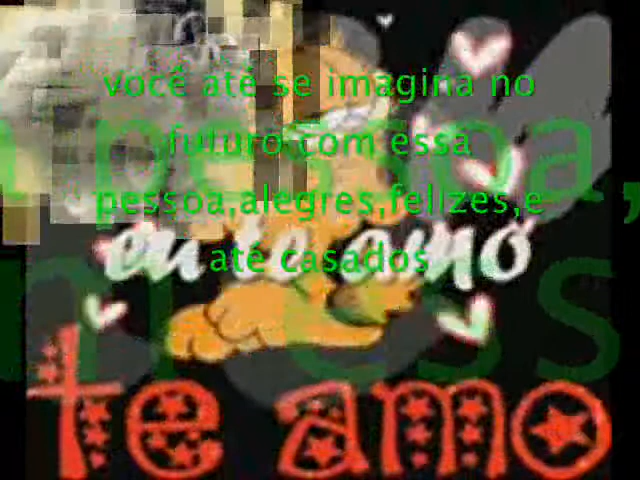 você até se imagina no
futuro,com essa
pessoa,alegres,felizes,e
até casados
eu te amo
te amo